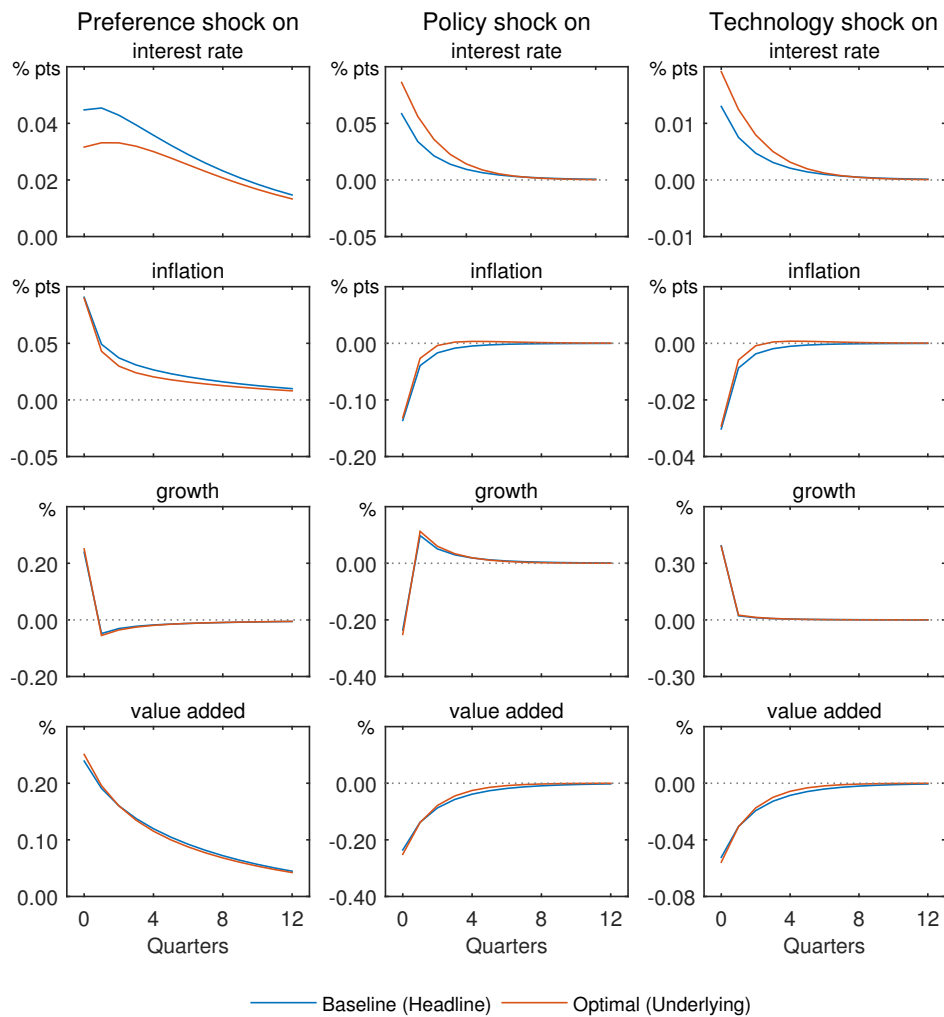 Preference shock on Policy shock on Technology shock on
interest rate interest rate interest rate
% pts % pts % pts
0.04 0.05 0.01
0.02 0.00 0.00
0.00 -0.05 -0.01
inflation inflation inflation
% pts % pts % pts
0.05 0.00 0.00
0.00 -0.10 -0.02
-0.05 -0.20 -0.04
growth growth growth
% % %
0.20 0.00 0.30
0.00 -0.20 0.00
-0.20 -0.40 -0.30
value added value added value added
% % %
0.20 0.00 0.00
0.10 -0.20 -0.04
0.00 -0.40 -0.08
0 4 8 12 0 4 8 12 0 4 8 12
Quarters Quarters Quarters
Baseline (Headline) Optimal (Underlying)